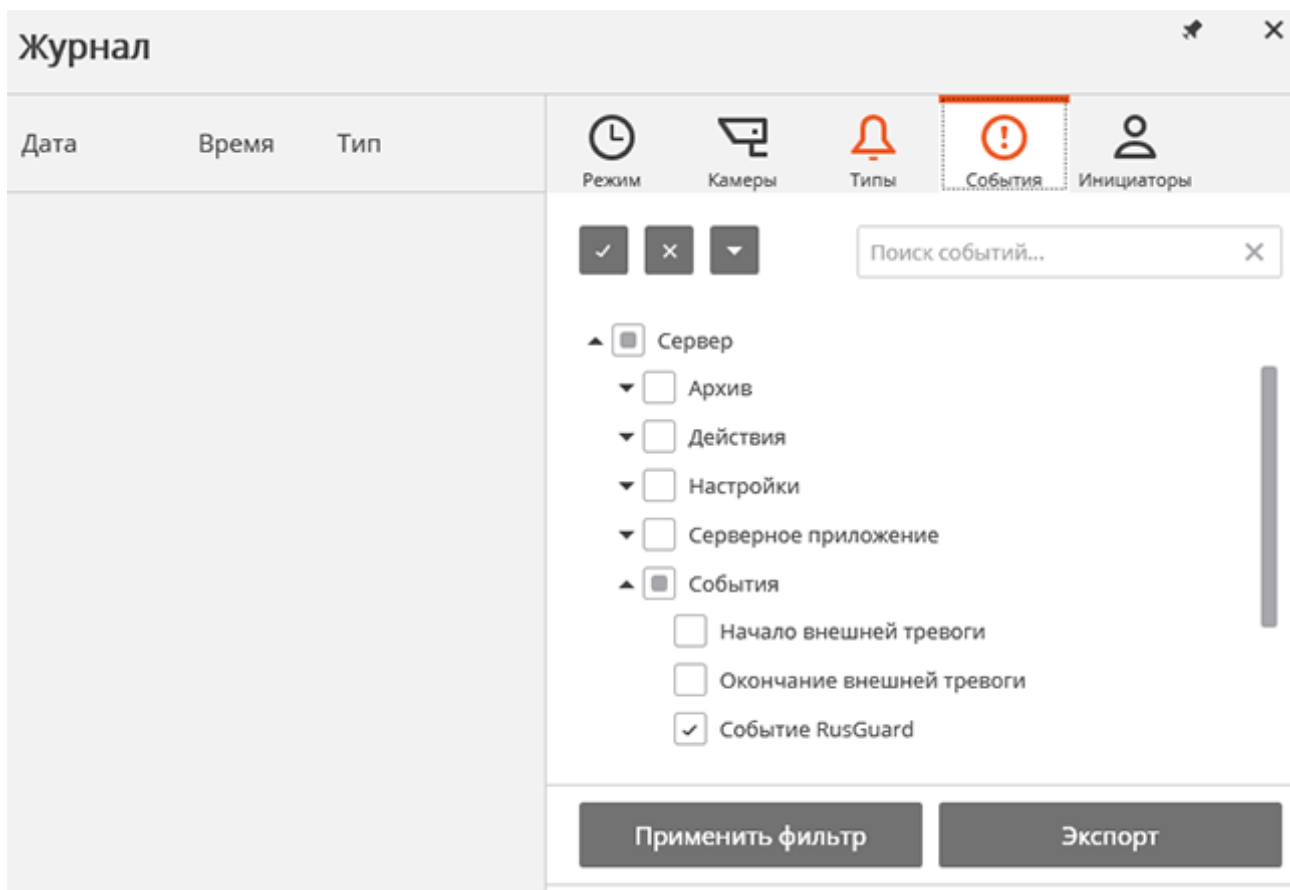 Журнал
Дата Время Тип
Режим Камеры Типы События Инициаторы
Поиск событий...
Сервер
Архив
Действия
Настройки
Серверное приложение
События
Начало внешней тревоги
Окончание внешней тревоги
Событие RusGuard
Применить фильтр Экспорт